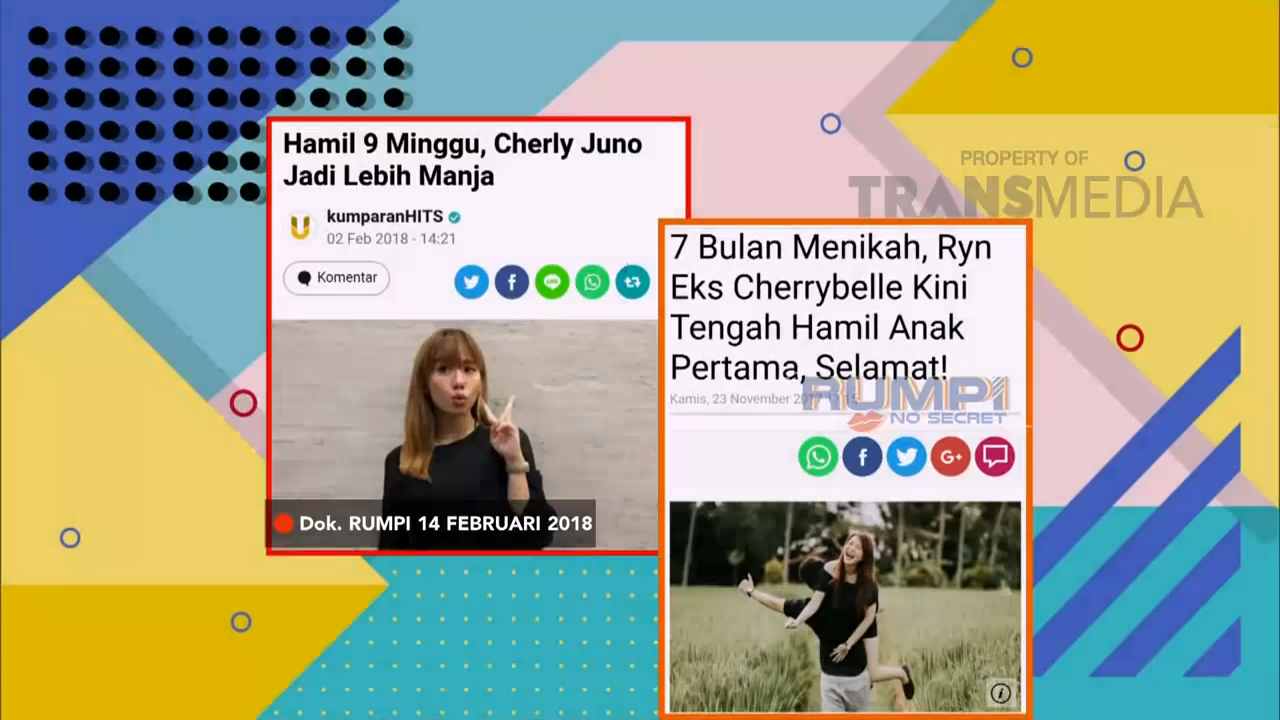 PROPERTY OF
TRANSMEDIA
Hamil 9 Minggu, Cherly Juno
Jadi Lebih Manja
kumparanHITS
02 Feb 2018 - 14:21
Komentar
Dok. RUMPI 14 FEBRUARI 2018
7 Bulan Menikah, Ryn
Eks Cherrybelle Kini
Tengah Hamil Anak
Pertama, Selamat!
Kamis, 23 November
RUMPI
NO SECRET
LINE
f
f
G+
i